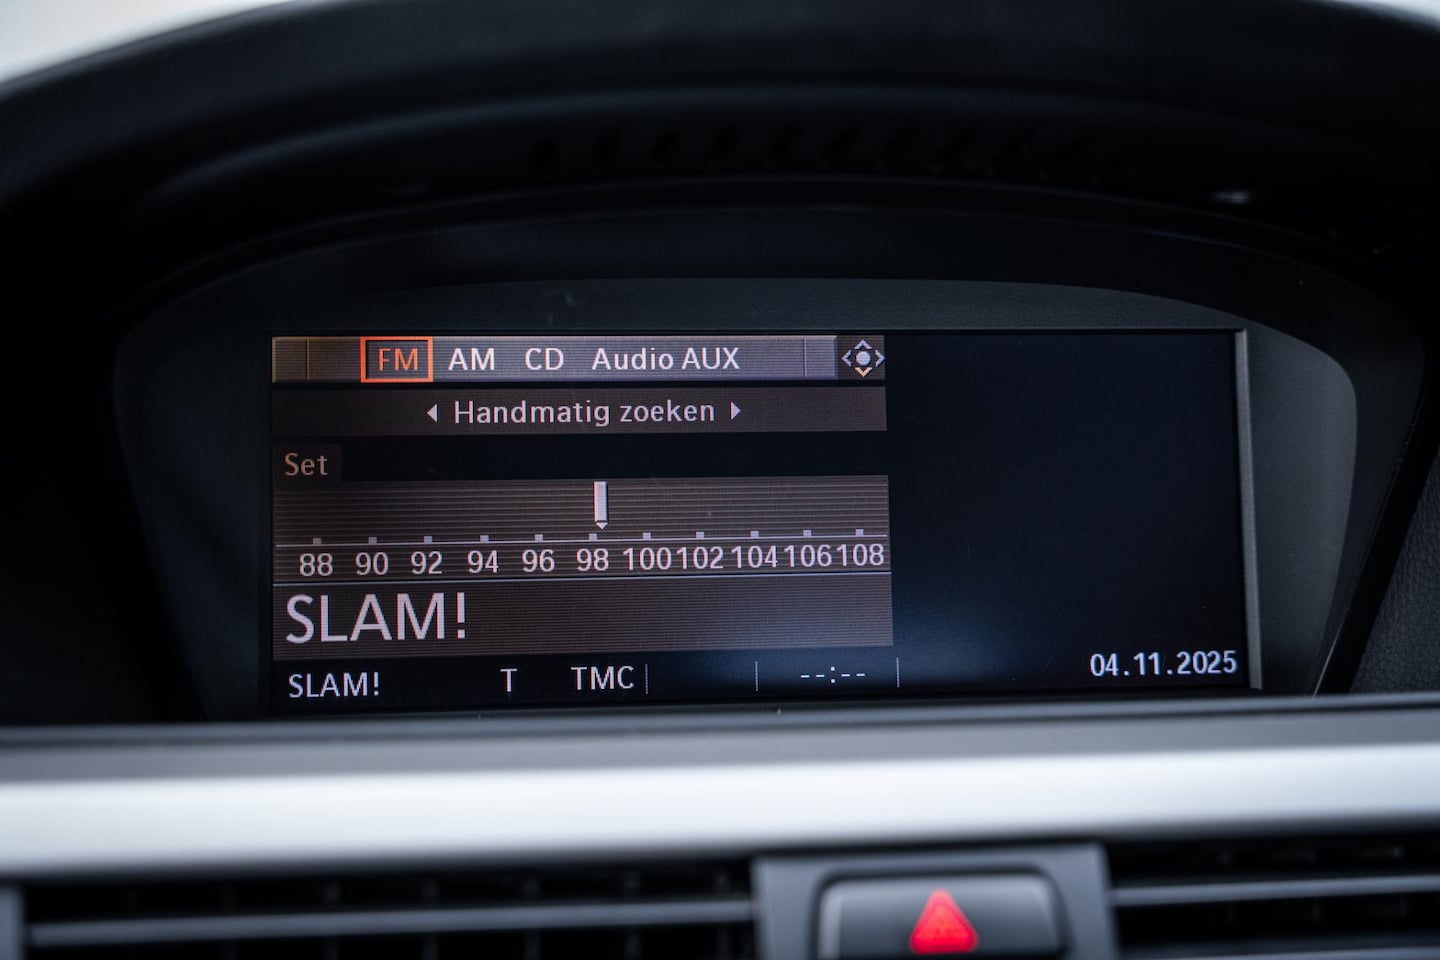 FM AM CD Audio AUX
Handmatig zoeken
Set
88 90 92 94 96 98 100 102 104 106 108
SLAM!
SLAM! T TMC --:-- 04.11.2025